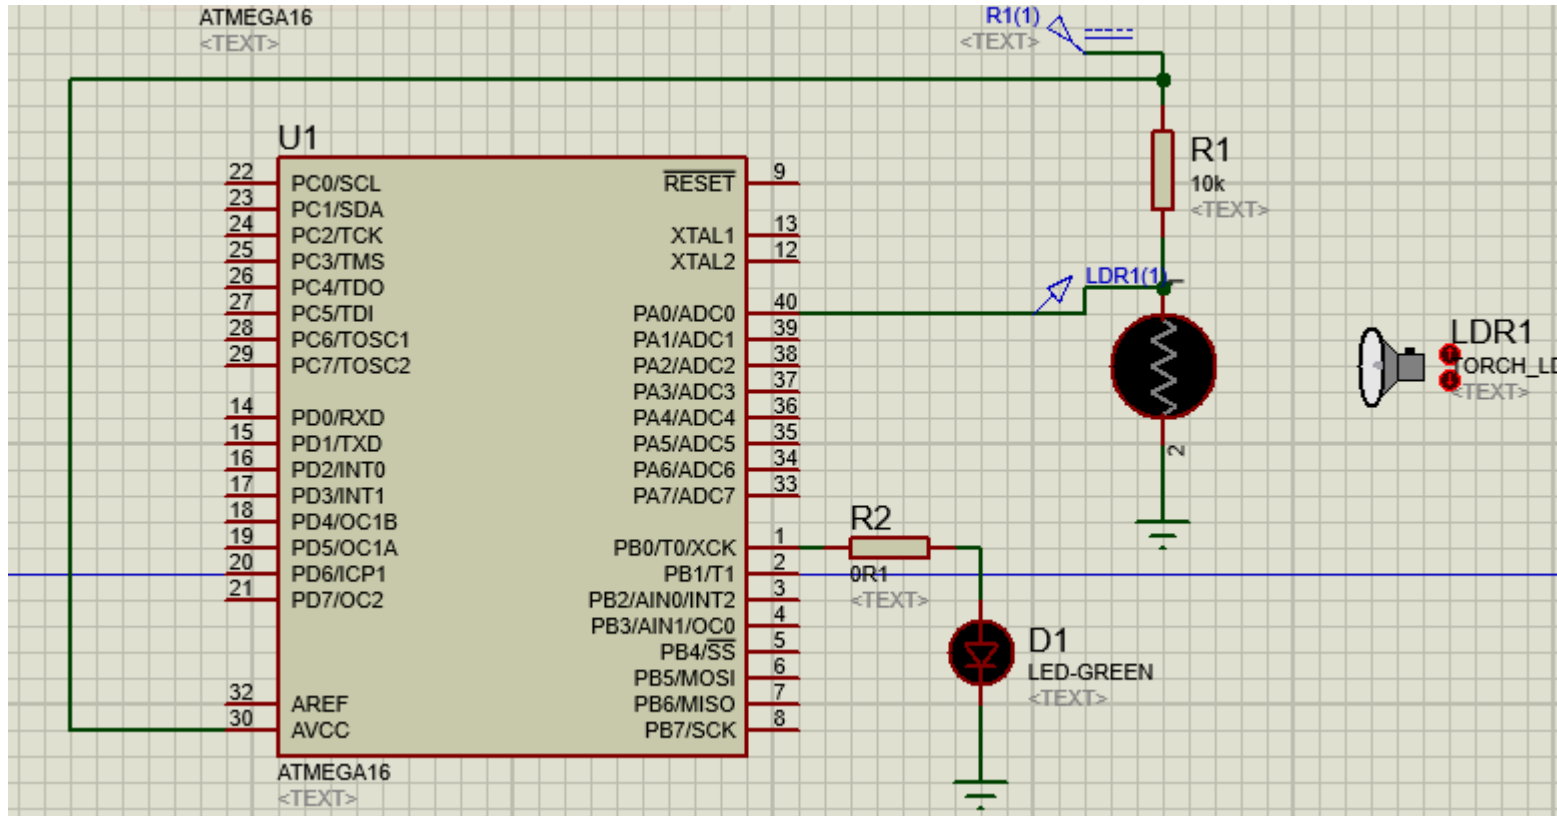 ATMEGA16
<TEXT>
R1(1)
<TEXT>
U1
R1
10k
<TEXT>
22 PC0/SCL
23 PC1/SDA
24 PC2/TCK
25 PC3/TMS
26 PC4/TDO
27 PC5/TDI
28 PC6/TOSC1
29 PC7/TOSC2
14 PD0/RXD
15 PD1/TXD
16 PD2/INT0
17 PD3/INT1
18 PD4/OC1B
19 PD5/OC1A
20 PD6/ICP1
21 PD7/OC2
32 AREF
30 AVCC
RESET 9
XTAL1 13
XTAL2 12
PA0/ADC0 40
PA1/ADC1 39
PA2/ADC2 38
PA3/ADC3 37
PA4/ADC4 36
PA5/ADC5 35
PA6/ADC6 34
PA7/ADC7 33
PB0/T0/XCK 1
PB1/T1 2
PB2/AIN0/INT2 3
PB3/AIN1/OC0 4
PB4/SS 5
PB5/MOSI 6
PB6/MISO 7
PB7/SCK 8
ATMEGA16
<TEXT>
LDR1(1)
1
2
LDR1
TORCH_LD
<TEXT>
R2
0R1
<TEXT>
D1
LED-GREEN
<TEXT>